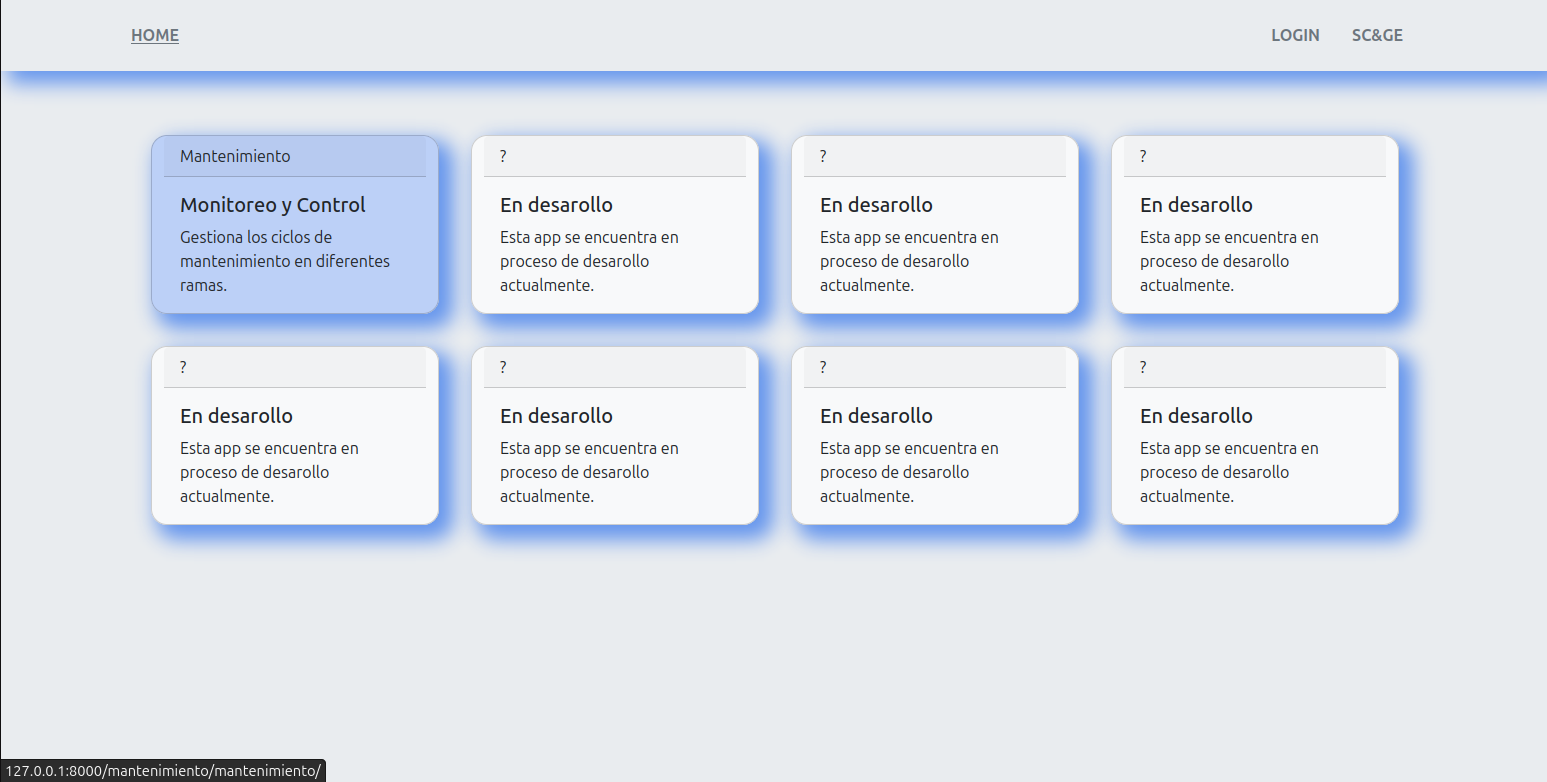 HOME LOGIN SC&GE
Mantenimiento
Monitoreo y Control
Gestiona los ciclos de
mantenimiento en diferentes
ramas.
?
En desarollo
Esta app se encuentra en
proceso de desarollo
actualmente.
?
En desarollo
Esta app se encuentra en
proceso de desarollo
actualmente.
?
En desarollo
Esta app se encuentra en
proceso de desarollo
actualmente.
?
En desarollo
Esta app se encuentra en
proceso de desarollo
actualmente.
?
En desarollo
Esta app se encuentra en
proceso de desarollo
actualmente.
?
En desarollo
Esta app se encuentra en
proceso de desarollo
actualmente.
?
En desarollo
Esta app se encuentra en
proceso de desarollo
actualmente.
127.0.0.1:8000/mantenimiento/mantenimiento/